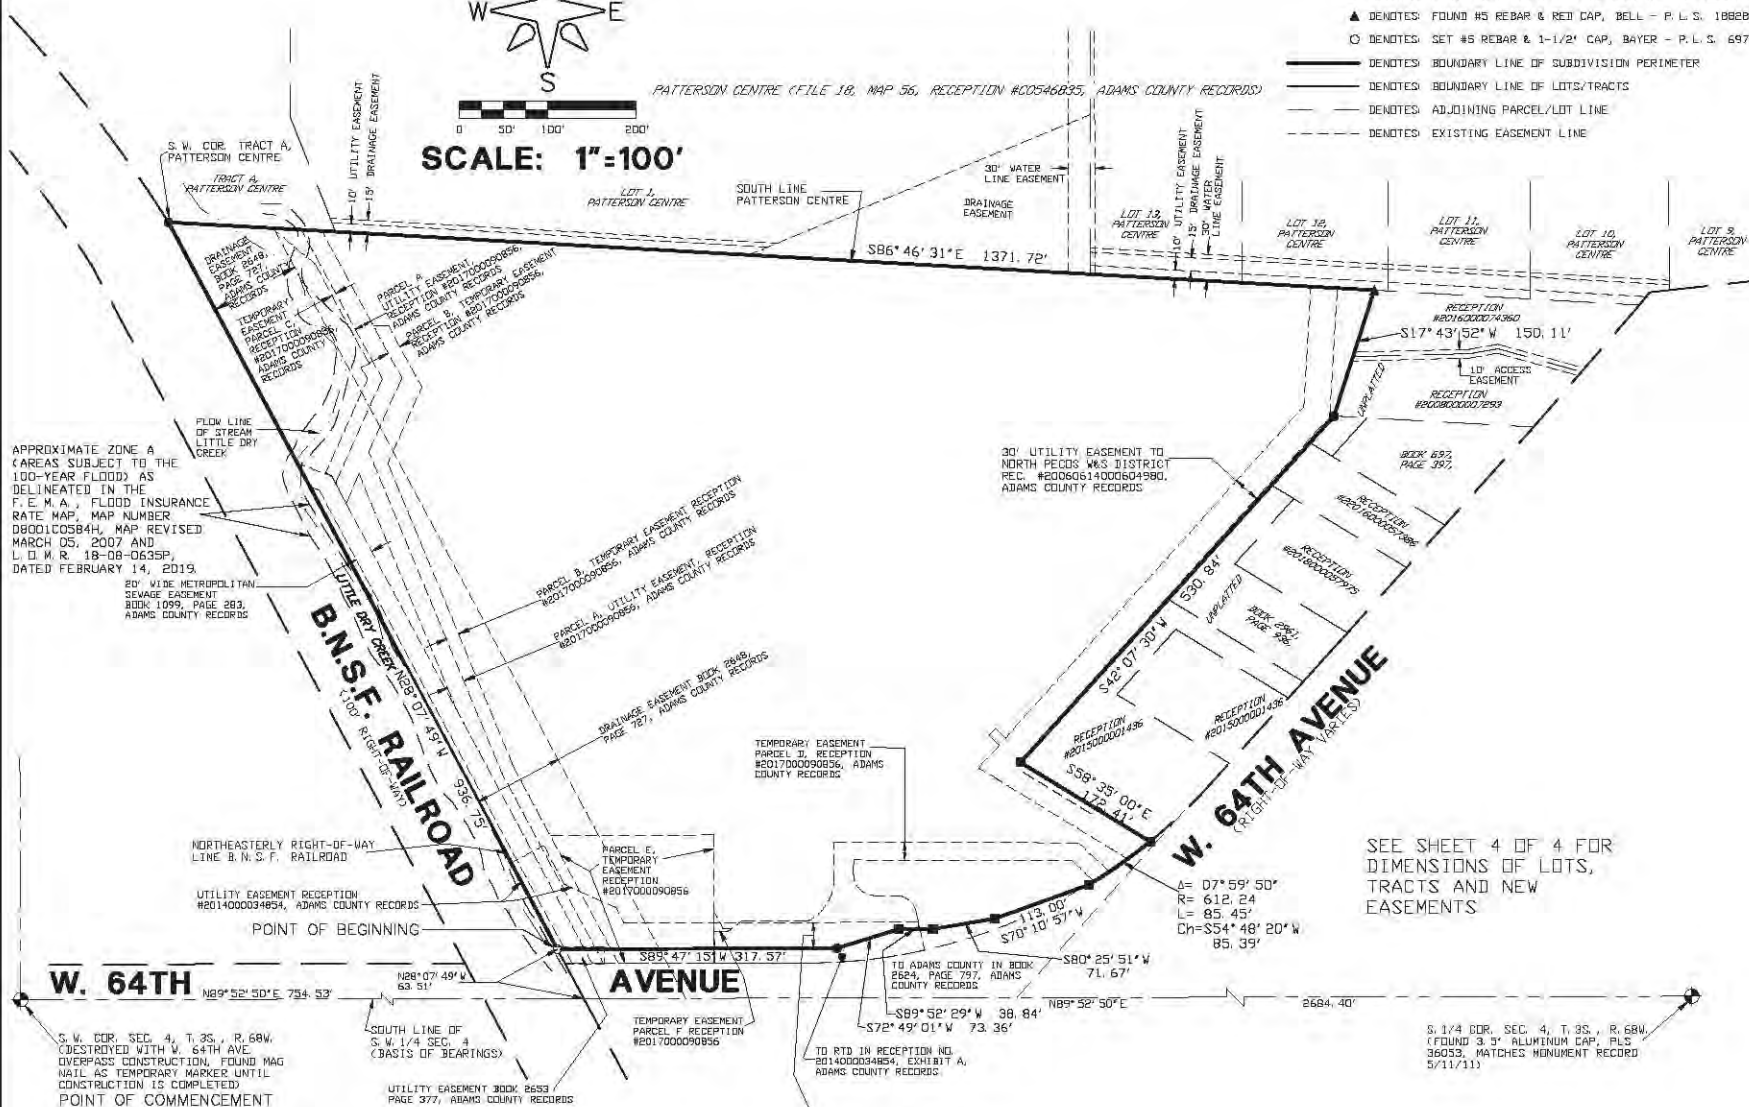 W
E
S
0 50' 100' 200'
SCALE: 1"=100'
PATTERSON CENTRE (FILE 18, MAP 56, RECEPTION #C0546835, ADAMS COUNTY RECORDS)
▲ DENOTES: FOUND #5 REBAR & RED CAP, BELL - P. L. S. 16828
DENOTES: SET #5 REBAR & 1-1/2" CAP, BAYER - P. L. S. 697
DENOTES: BOUNDARY LINE OF SUBDIVISION PERIMETER
DENOTES: BOUNDARY LINE OF LOTS/TRACTS
DENOTES: ADJOINING PARCEL/LOT LINE
DENOTES: EXISTING EASEMENT LINE
S. W. COR. TRACT A,
PATTERSON CENTRE
TRACT A,
PATTERSON CENTRE
10' UTILITY EASEMENT
15' DRAINAGE EASEMENT
LOT 1,
PATTERSON CENTRE
SOUTH LINE
PATTERSON CENTRE
30' WATER
LINE EASEMENT
DRAINAGE
EASEMENT
LOT 13,
PATTERSON
CENTRE
10' UTILITY EASEMENT
15' DRAINAGE EASEMENT
30' WATER
LINE EASEMENT
LOT 12,
PATTERSON
CENTRE
LOT 11,
PATTERSON
CENTRE
LOT 10,
PATTERSON
CENTRE
LOT 9,
PATTERSON
CENTRE
S86°46'31"E 1371.72'
DRAINAGE
EASEMENT
BOOK 2648,
PAGE 727,
ADAMS COUNTY
RECORDS
TEMPORARY
EASEMENT
PARCEL C,
RECEPTION
#2017000090856,
ADAMS COUNTY
RECORDS
PARCEL A,
UTILITY EASEMENT,
RECEPTION #2017000090856,
ADAMS COUNTY RECORDS
PARCEL B, TEMPORARY EASEMENT
RECEPTION #2017000090856,
ADAMS COUNTY RECORDS
RECEPTION
#2016000074360
S17°43'52"W 150.11'
10' ACCESS
EASEMENT
UNPLATTED
RECEPTION
#2008000007293
FLOW LINE
OF STREAM
LITTLE DRY
CREEK
APPROXIMATE ZONE A
(AREAS SUBJECT TO THE
100-YEAR FLOOD) AS
DELINEATED IN THE
F. E. M. A., FLOOD INSURANCE
RATE MAP, MAP NUMBER
08001C0584H, MAP REVISED
MARCH 05, 2007 AND
L. O. M. R. 18-08-0635P,
DATED FEBRUARY 14, 2019.
30' UTILITY EASEMENT TO
NORTH PECOS W&S DISTRICT
REC. #20060614000604980,
ADAMS COUNTY RECORDS
BOOK 697,
PAGE 397,
RECEPTION
#2016000057986
RECEPTION
#2018000057975
UNPLATTED
BOOK 2961,
PAGE 936,
20' WIDE METROPOLITAN
SEWAGE EASEMENT
BOOK 1099, PAGE 283,
ADAMS COUNTY RECORDS
PARCEL B, TEMPORARY EASEMENT RECEPTION
#2017000090856, ADAMS COUNTY RECORDS
PARCEL A, UTILITY EASEMENT, RECEPTION
#2017000090856, ADAMS COUNTY RECORDS
DRAINAGE EASEMENT BOOK 2648,
PAGE 727, ADAMS COUNTY RECORDS
LITTLE DRY CREEK
N28°07'49"W 936.75'
B.N.S.F. RAILROAD
(100' RIGHT-OF-WAY)
S42°07'30"W 530.84'
RECEPTION
#2015000001436
RECEPTION
#2015000001436
W. 64TH AVENUE
(RIGHT-OF-WAY VARIES)
S58°35'00"E
172.41'
TEMPORARY EASEMENT
PARCEL D, RECEPTION
#2017000090856, ADAMS
COUNTY RECORDS
NORTHEASTERLY RIGHT-OF-WAY
LINE B. N. S. F. RAILROAD
PARCEL E,
TEMPORARY
EASEMENT
RECEPTION
#2017000090856
UTILITY EASEMENT RECEPTION
#2014000034854, ADAMS COUNTY RECORDS
POINT OF BEGINNING
SEE SHEET 4 OF 4 FOR
DIMENSIONS OF LOTS,
TRACTS AND NEW
EASEMENTS
Δ= 07°59'50"
R= 612.24
L= 85.45'
Ch=S54°48'20"W
85.39'
113.00'
S70°10'57"W
S80°25'51"W
71.67'
S89°47'15"W 317.57'
TO ADAMS COUNTY IN BOOK
2624, PAGE 797, ADAMS
COUNTY RECORDS
S89°52'29"W 38.84'
S72°49'01"W 73.36'
W. 64TH AVENUE
N89°52'50"E 754.53'
N28°07'49"W
63.51'
N89°52'50"E
2684.40'
S. W. COR. SEC. 4, T. 3S., R. 68W.
(DESTROYED WITH W. 64TH AVE.
OVERPASS CONSTRUCTION, FOUND MAG
NAIL AS TEMPORARY MARKER UNTIL
CONSTRUCTION IS COMPLETED)
POINT OF COMMENCEMENT
SOUTH LINE OF
S. W. 1/4 SEC. 4
(BASIS OF BEARINGS)
UTILITY EASEMENT BOOK 2653
PAGE 377, ADAMS COUNTY RECORDS
TEMPORARY EASEMENT
PARCEL F RECEPTION
#2017000090856
TO RTD IN RECEPTION NO.
2014000034854, EXHIBIT A,
ADAMS COUNTY RECORDS
S. 1/4 COR. SEC. 4, T. 3S., R. 68W.
(FOUND 3.5" ALUMINUM CAP, PLS
36053, MATCHES MONUMENT RECORD
5/11/11)